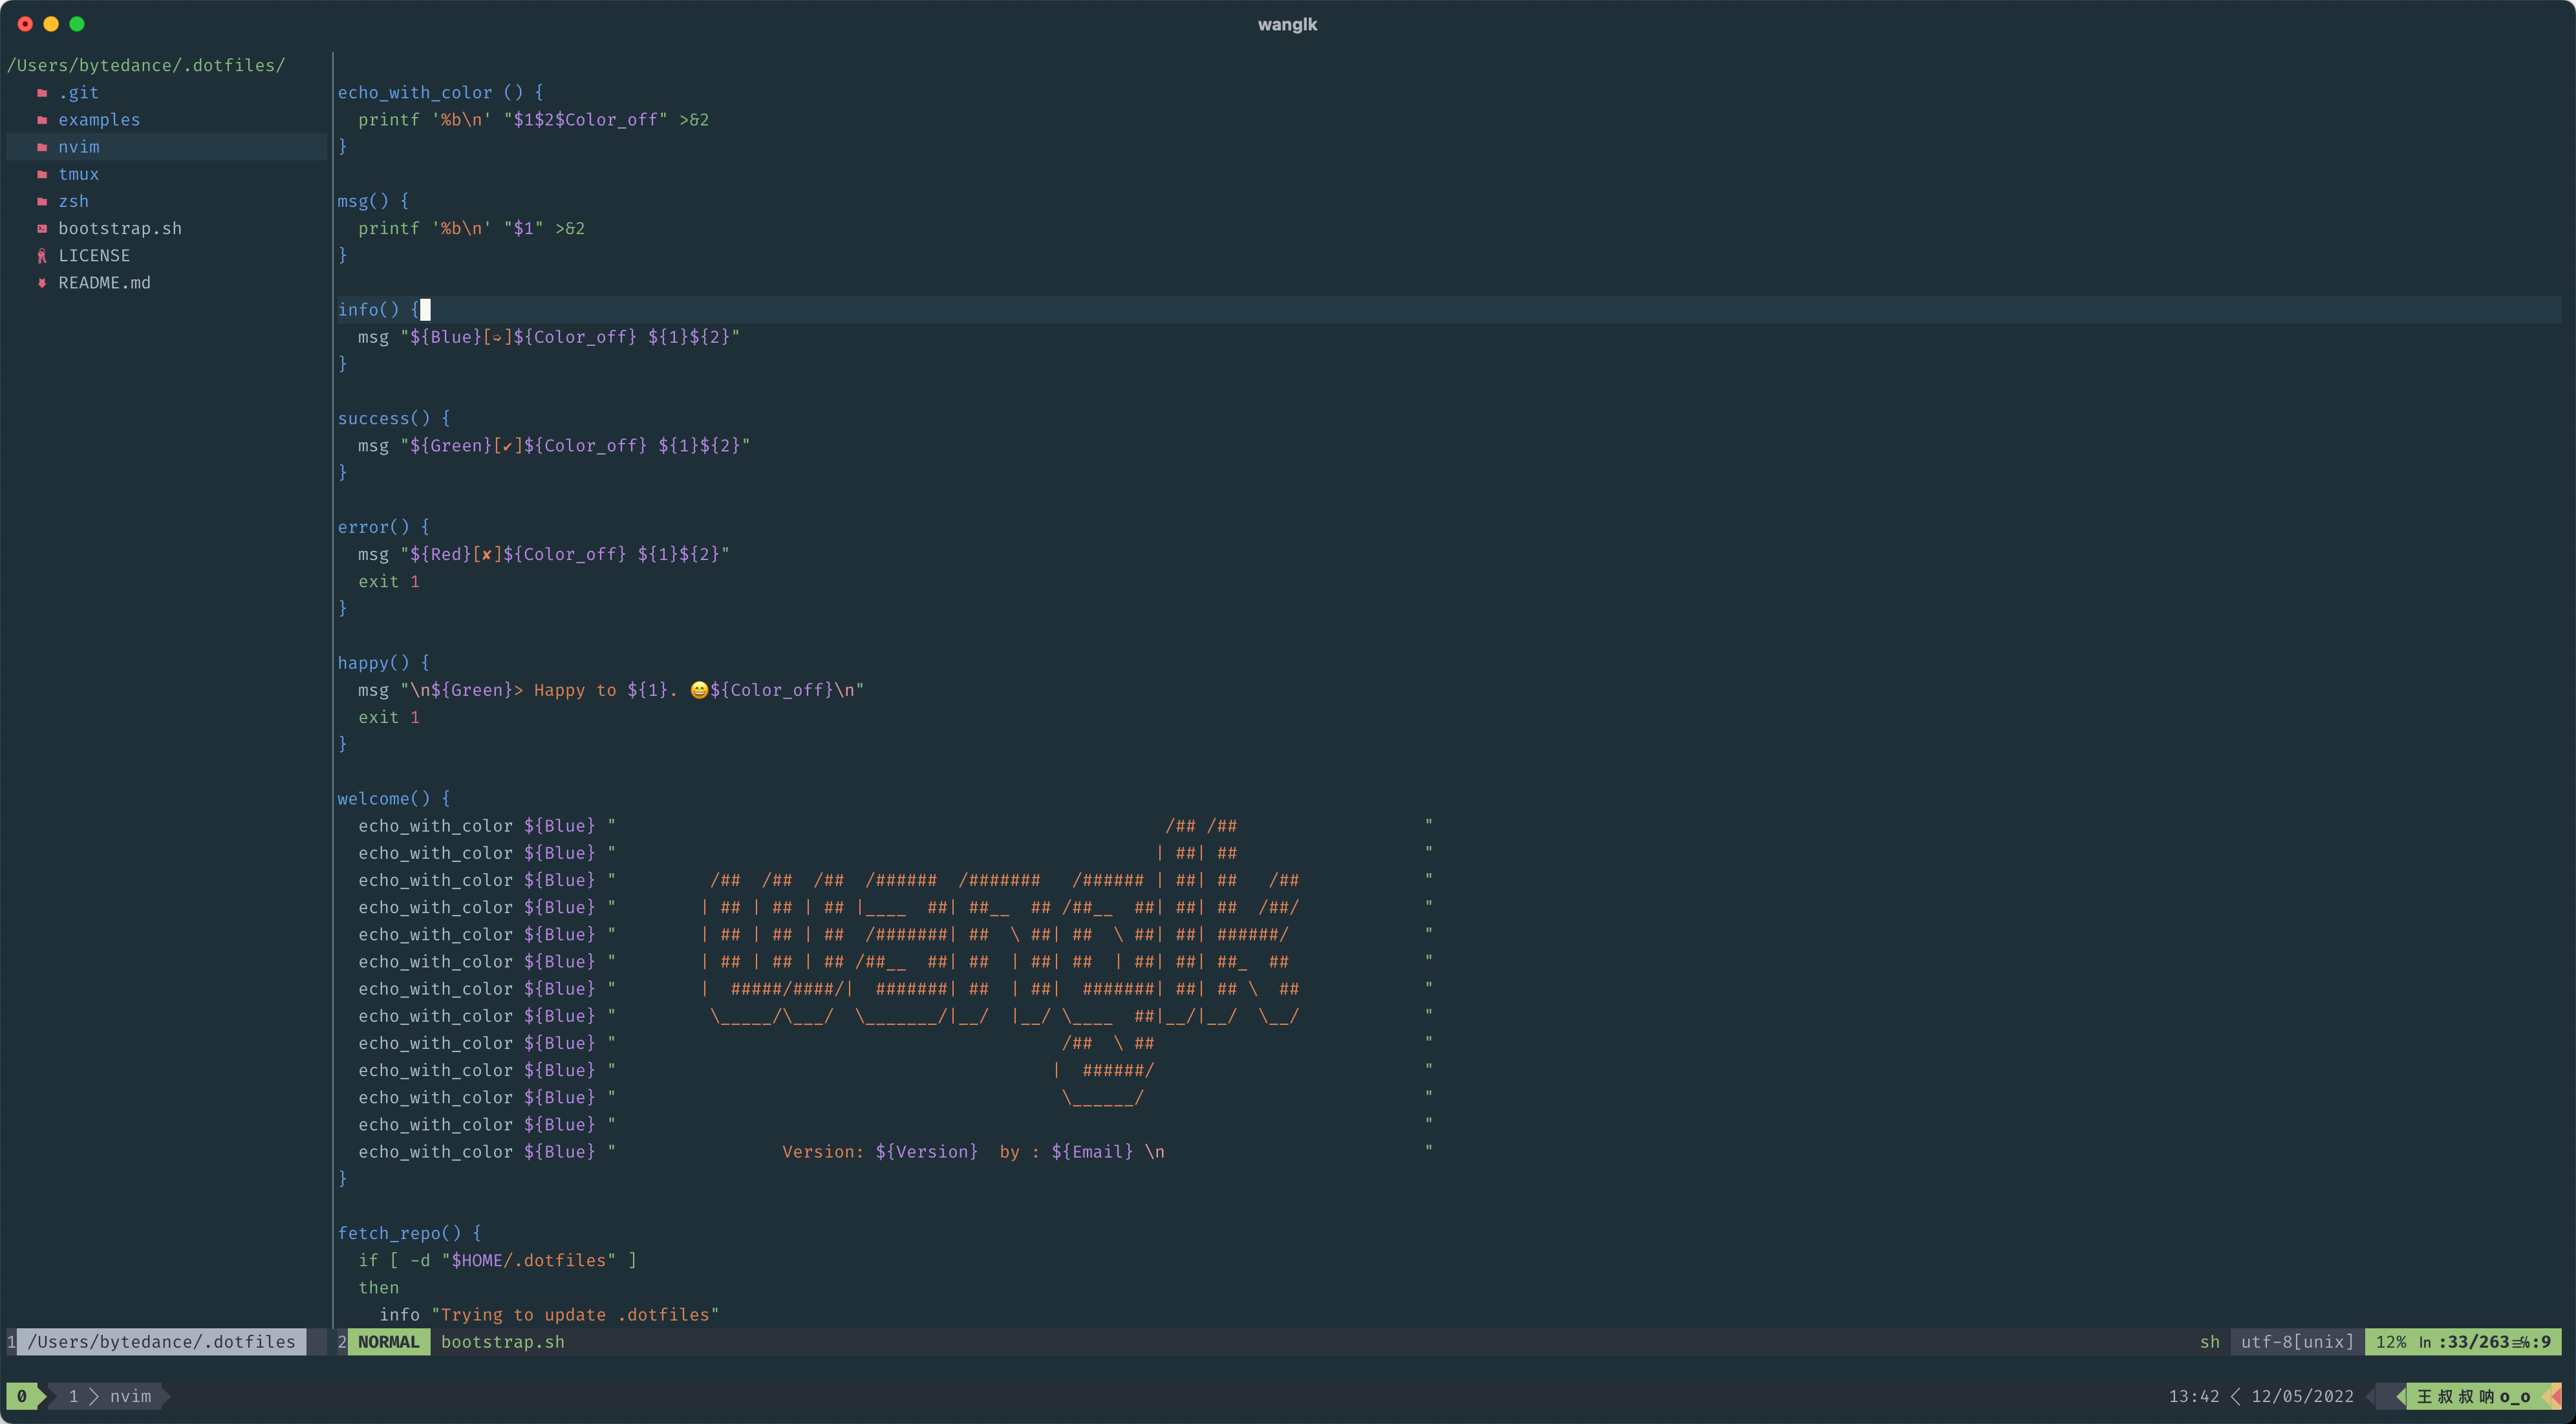 wanglk
/Users/bytedance/.dotfiles/
.git
examples
nvim
tmux
zsh
bootstrap.sh
LICENSE
README.md
echo_with_color () {
  printf '%b\n' "$1$2$Color_off" >&2
}

msg() {
  printf '%b\n' "$1" >&2
}

info() {
  msg "${Blue}[➭]${Color_off} ${1}${2}"
}

success() {
  msg "${Green}[✔]${Color_off} ${1}${2}"
}

error() {
  msg "${Red}[✘]${Color_off} ${1}${2}"
  exit 1
}

happy() {
  msg "\n${Green}> Happy to ${1}. 😄${Color_off}\n"
  exit 1
}

welcome() {
  echo_with_color ${Blue} "                                                     /## /##                  "
  echo_with_color ${Blue} "                                                    | ##| ##                  "
  echo_with_color ${Blue} "         /##  /##  /##  /######  /#######   /###### | ##| ##   /##            "
  echo_with_color ${Blue} "        | ## | ## | ## |____  ##| ##__  ## /##__  ##| ##| ##  /##/            "
  echo_with_color ${Blue} "        | ## | ## | ##  /#######| ##  \ ##| ##  \ ##| ##| ######/             "
  echo_with_color ${Blue} "        | ## | ## | ## /##__  ##| ##  | ##| ##  | ##| ##| ##_  ##             "
  echo_with_color ${Blue} "        |  #####/####/|  #######| ##  | ##|  #######| ##| ## \  ##            "
  echo_with_color ${Blue} "         \_____/\___/  \_______/|__/  |__/ \____  ##|__/|__/  \__/            "
  echo_with_color ${Blue} "                                           /##  \ ##                          "
  echo_with_color ${Blue} "                                          |  ######/                          "
  echo_with_color ${Blue} "                                           \______/                           "
  echo_with_color ${Blue} "                                                                              "
  echo_with_color ${Blue} "                Version: ${Version}  by : ${Email} \n                         "
}

fetch_repo() {
  if [ -d "$HOME/.dotfiles" ]
  then
    info "Trying to update .dotfiles"
1 /Users/bytedance/.dotfiles 2 NORMAL bootstrap.sh sh utf-8[unix] 12% ln :33/263≡℅:9
0 1 nvim 13:42 12/05/2022 王叔叔呐o_o